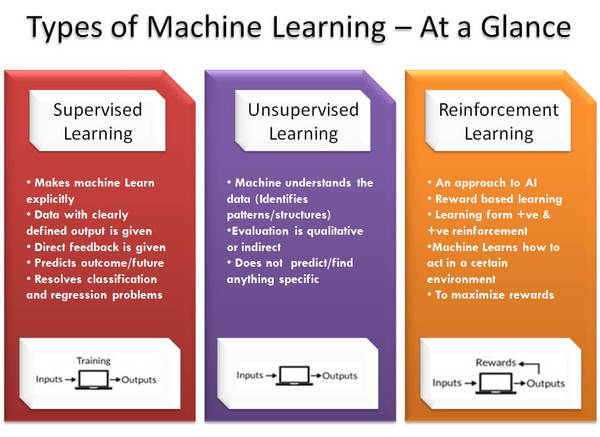 Types of Machine Learning – At a Glance
Supervised
Learning
• Makes machine Learn
explicitly
• Data with clearly
defined output is given
• Direct feedback is given
• Predicts outcome/future
• Resolves classification
and regression problems
Training
Inputs
Outputs
Unsupervised
Learning
• Machine understands the
data (Identifies
patterns/structures)
•Evaluation is qualitative
or indirect
• Does not predict/find
anything specific
Inputs
Outputs
Reinforcement
Learning
• An approach to AI
• Reward based learning
• Learning form +ve &
+ve reinforcement
•Machine Learns how to
act in a certain
environment
• To maximize rewards
Rewards
Inputs
Outputs